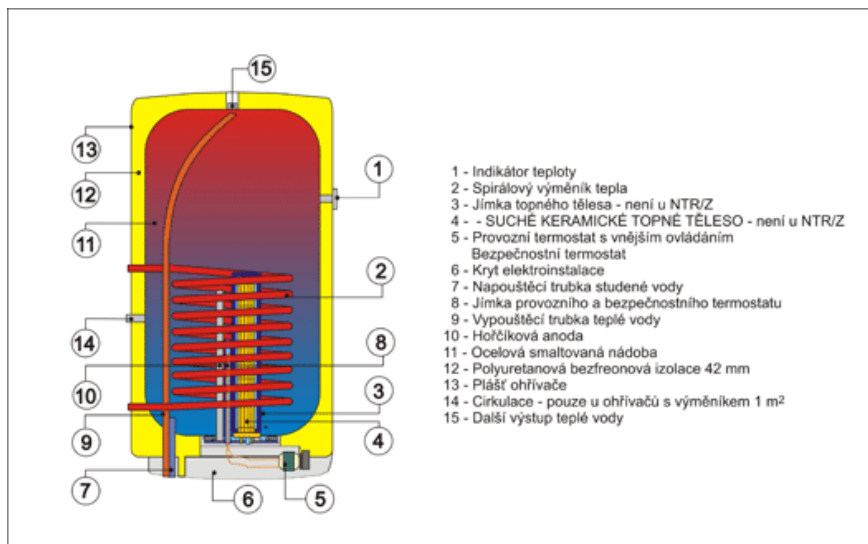 15
13
1
12
11
2
14
8
10
3
9
4
7
6
5
1 - Indikátor teploty
2 - Spirálový výměník tepla
3 - Jímka topného tělesa - není u NTR/Z
4 - - SUCHÉ KERAMICKÉ TOPNÉ TĚLESO - není u NTR/Z
5 - Provozní termostat s vnějším ovládáním
Bezpečnostní termostat
6 - Kryt elektroinstalace
7 - Napouštěcí trubka studené vody
8 - Jímka provozního a bezpečnostního termostatu
9 - Vypouštěcí trubka teplé vody
10 - Hořčíková anoda
11 - Ocelová smaltovaná nádoba
12 - Polyuretanová bezfreonová izolace 42 mm
13 - Plášť ohřívače
14 - Cirkulace - pouze u ohřívačů s výměníkem 1 m²
15 - Další výstup teplé vody